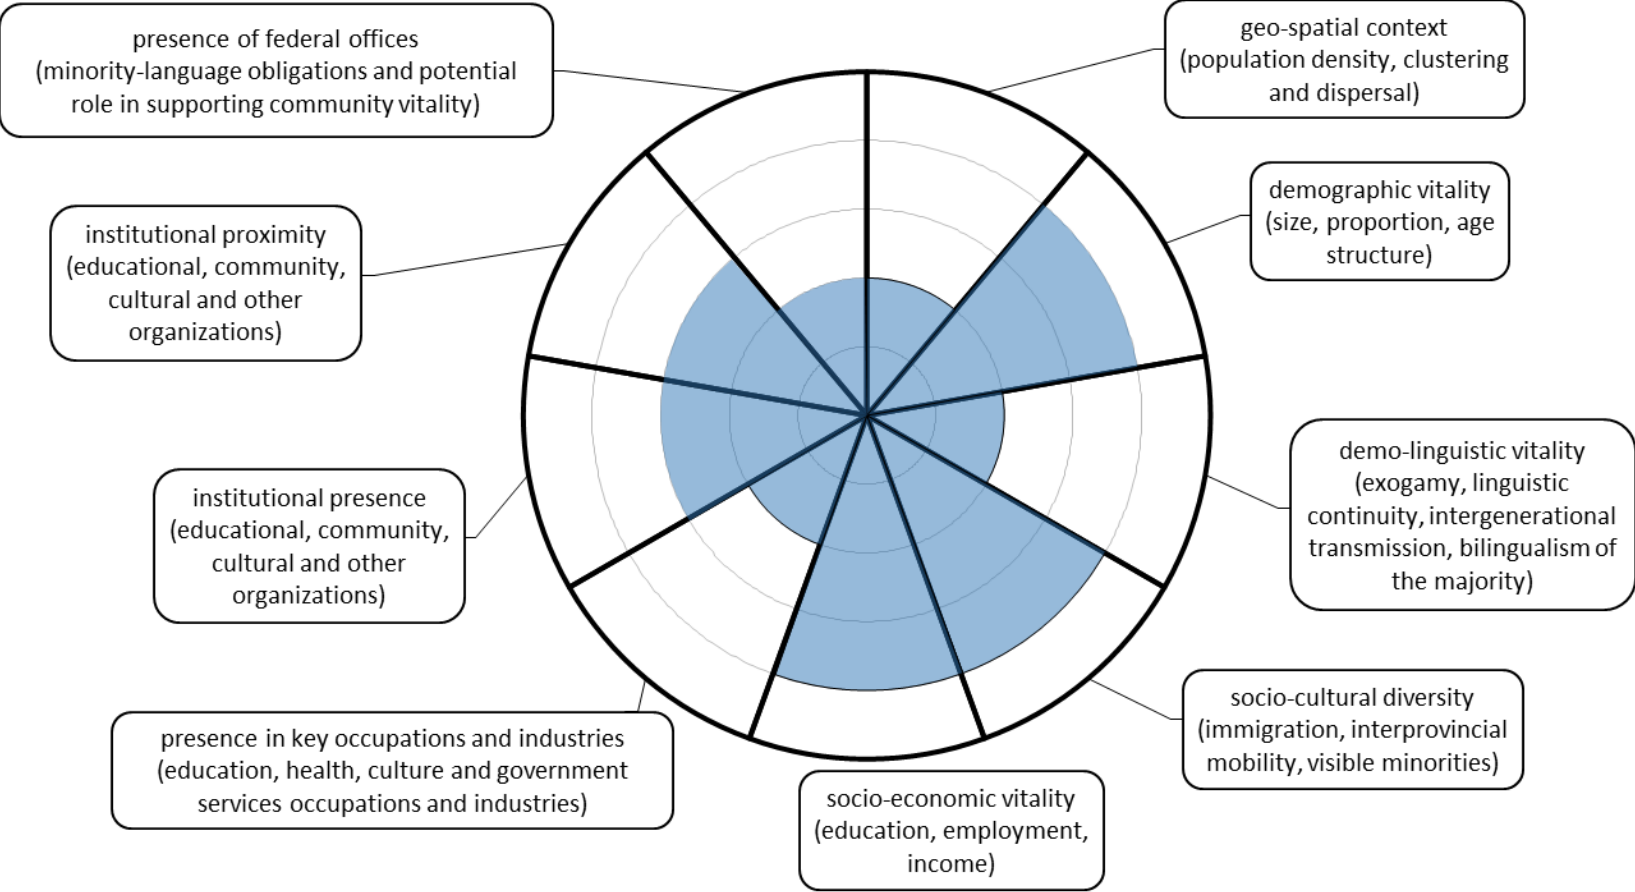 presence of federal offices
(minority-language obligations and potential
role in supporting community vitality)
geo-spatial context
(population density, clustering
and dispersal)
demographic vitality
(size, proportion, age
structure)
institutional proximity
(educational, community,
cultural and other
organizations)
demo-linguistic vitality
(exogamy, linguistic
continuity, intergenerational
transmission, bilingualism of
the majority)
institutional presence
(educational, community,
cultural and other
organizations)
socio-cultural diversity
(immigration, interprovincial
mobility, visible minorities)
presence in key occupations and industries
(education, health, culture and government
services occupations and industries)
socio-economic vitality
(education, employment,
income)